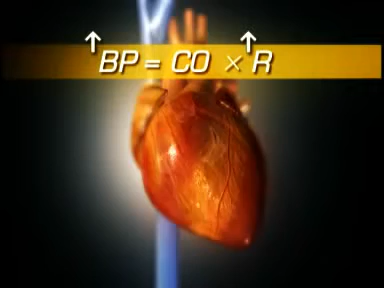 ↑BP = CO × ↑R